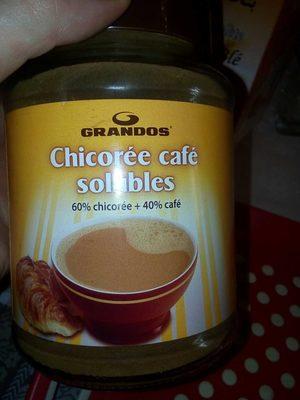 GRANDOS
Chicorée café
solubles
60% chicorée + 40% café